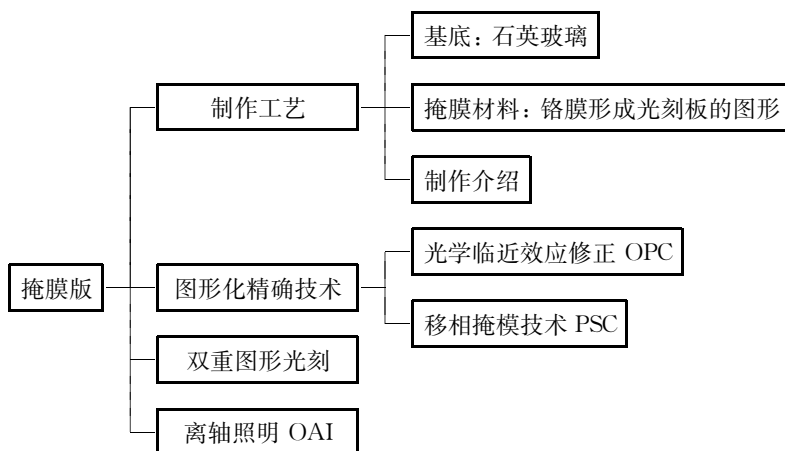 基底：石英玻璃
制作工艺
掩膜材料：铬膜形成光刻板的图形
制作介绍
光学临近效应修正 OPC
掩膜版
图形化精确技术
移相掩模技术 PSC
双重图形光刻
离轴照明 OAI